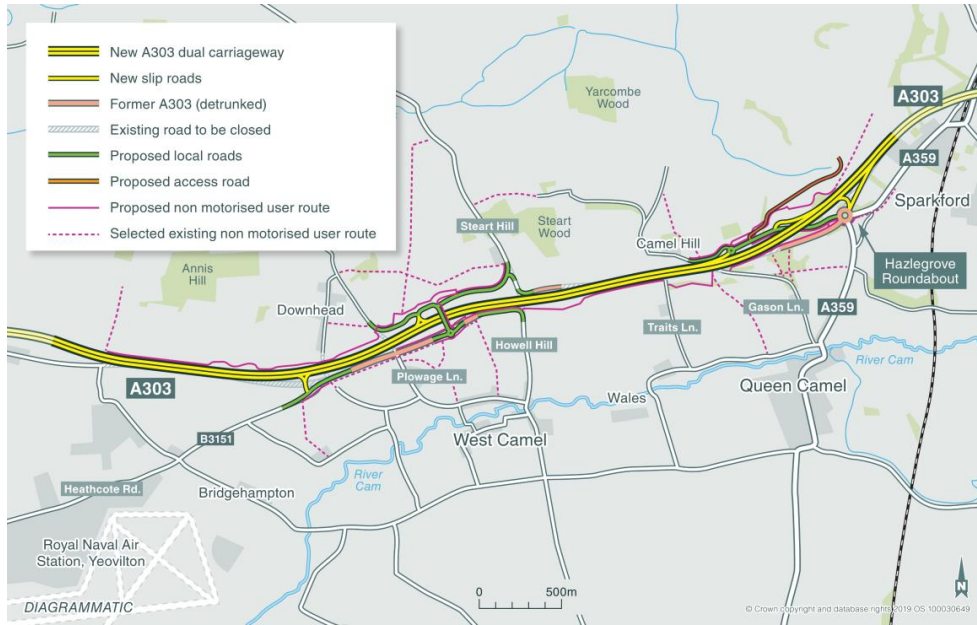 New A303 dual carriageway
New slip roads
Former A303 (detrunked)
Existing road to be closed
Proposed local roads
Proposed access road
Proposed non motorised user route
Selected existing non motorised user route
Yarcombe
Wood
A303
A359
Sparkford
Steart Hill
Steart
Wood
Camel Hill
Hazlegrove
Roundabout
Annis
Hill
Downhead
Gason Ln.
A359
Traits Ln.
Howell Hill
River Cam
A303
Plowage Ln.
Queen Camel
Wales
West Camel
B3151
River
Cam
Heathcote Rd.
Bridgehampton
Royal Naval Air
Station, Yeovilton
DIAGRAMMATIC
0
500m
N
© Crown copyright and database rights 2019 OS 100030649